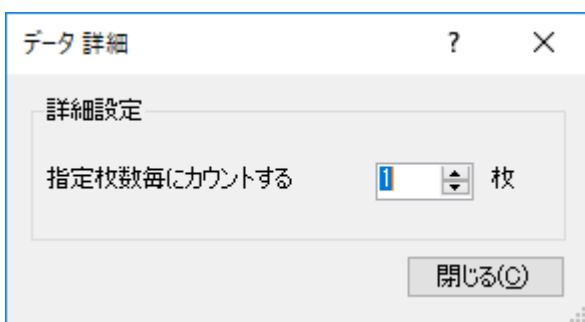 データ 詳細 ? ×
詳細設定
指定枚数毎にカウントする 1 枚
閉じる(C)